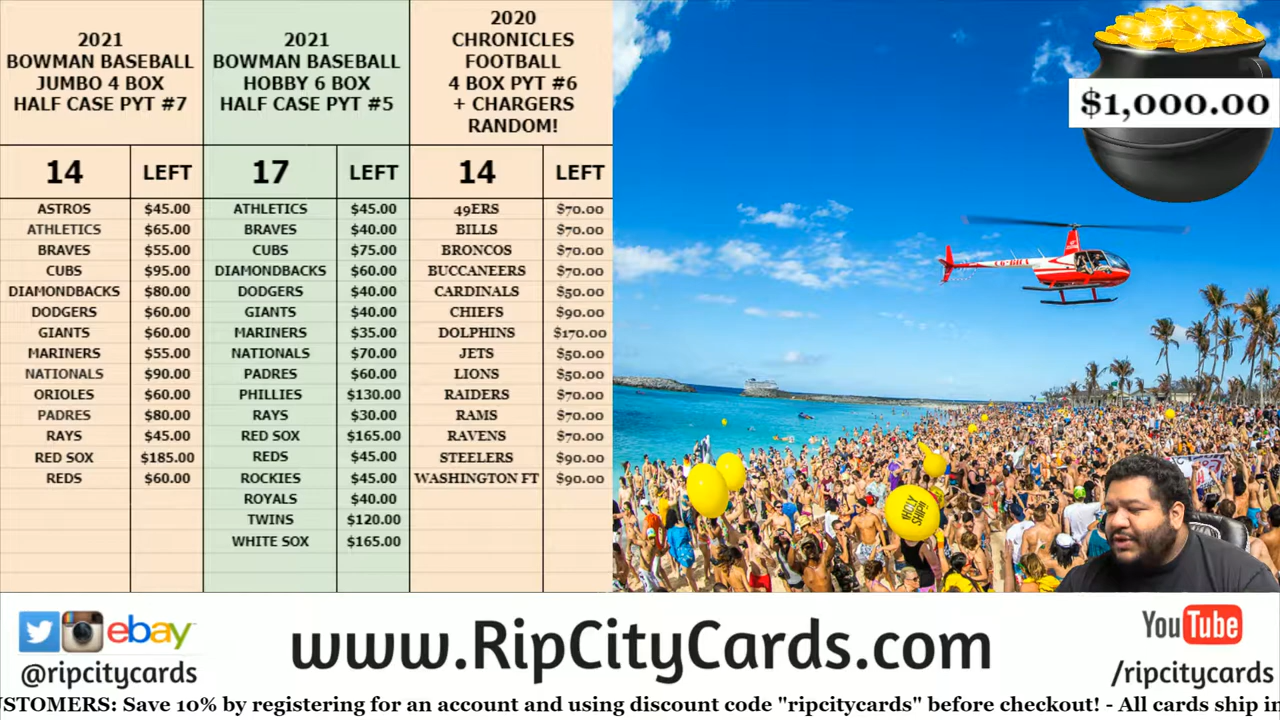 2021
BOWMAN BASEBALL
JUMBO 4 BOX
HALF CASE PYT #7
14 LEFT
ASTROS $45.00
ATHLETICS $65.00
BRAVES $55.00
CUBS $95.00
DIAMONDBACKS $80.00
DODGERS $60.00
GIANTS $60.00
MARINERS $55.00
NATIONALS $90.00
ORIOLES $60.00
PADRES $80.00
RAYS $45.00
RED SOX $185.00
REDS $60.00
2021
BOWMAN BASEBALL
HOBBY 6 BOX
HALF CASE PYT #5
17 LEFT
ATHLETICS $45.00
BRAVES $40.00
CUBS $75.00
DIAMONDBACKS $60.00
DODGERS $40.00
GIANTS $40.00
MARINERS $35.00
NATIONALS $70.00
PADRES $60.00
PHILLIES $130.00
RAYS $30.00
RED SOX $165.00
REDS $45.00
ROCKIES $45.00
ROYALS $40.00
TWINS $120.00
WHITE SOX $165.00
2020
CHRONICLES
FOOTBALL
4 BOX PYT #6
+ CHARGERS
RANDOM!
14 LEFT
49ERS $70.00
BILLS $70.00
BRONCOS $70.00
BUCCANEERS $70.00
CARDINALS $50.00
CHIEFS $90.00
DOLPHINS $170.00
JETS $50.00
LIONS $50.00
RAIDERS $70.00
RAMS $70.00
RAVENS $70.00
STEELERS $90.00
WASHINGTON FT $90.00
$1,000.00
HOLY
SHIP!
ebay
@ripcitycards
www.RipCityCards.com
YouTube
/ripcitycards
USTOMERS: Save 10% by registering for an account and using discount code "ripcitycards" before checkout! - All cards ship in